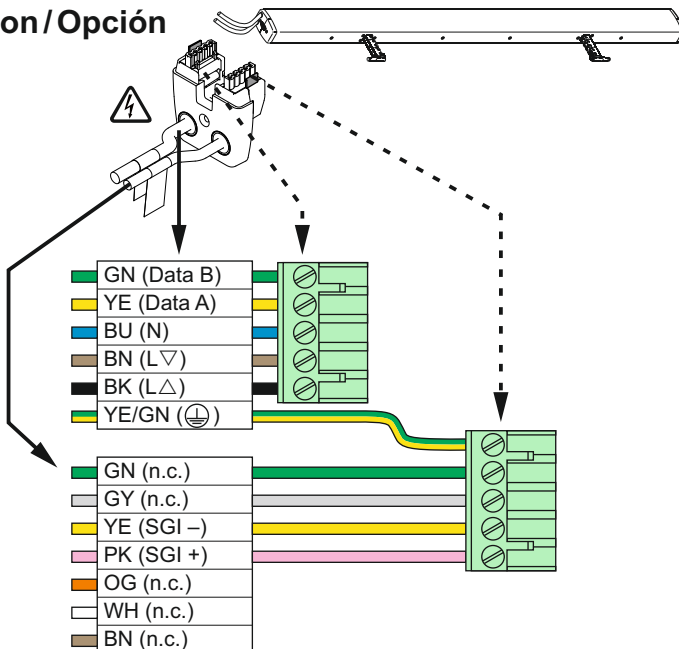 on / Opción
GN (Data B)
YE (Data A)
BU (N)
BN (L▽)
BK (L△)
YE/GN (⏚)
GN (n.c.)
GY (n.c.)
YE (SGI –)
PK (SGI +)
OG (n.c.)
WH (n.c.)
BN (n.c.)